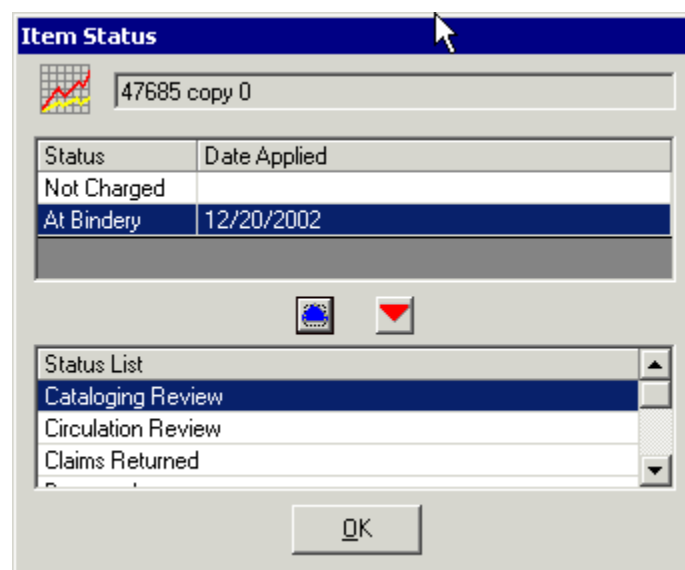 Item Status
47685 copy 0
Status Date Applied
Not Charged
At Bindery 12/20/2002
Status List
Cataloging Review
Circulation Review
Claims Returned
OK